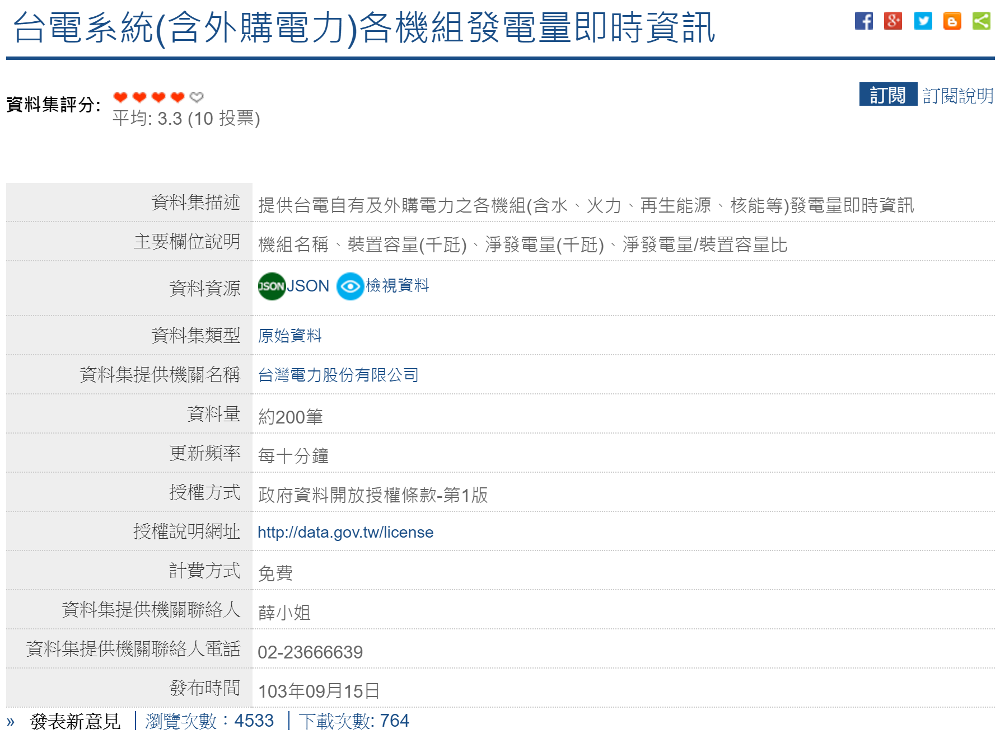 台電系統(含外購電力)各機組發電量即時資訊
資料集評分:
平均: 3.3 (10 投票)
訂閱 訂閱說明
資料集描述 提供台電自有及外購電力之各機組(含水、火力、再生能源、核能等)發電量即時資訊
主要欄位說明 機組名稱、裝置容量(千瓩)、淨發電量(千瓩)、淨發電量/裝置容量比
資料資源 JSON JSON 檢視資料
資料集類型 原始資料
資料集提供機關名稱 台灣電力股份有限公司
資料量 約200筆
更新頻率 每十分鐘
授權方式 政府資料開放授權條款-第1版
授權說明網址 http://data.gov.tw/license
計費方式 免費
資料集提供機關聯絡人 薛小姐
資料集提供機關聯絡人電話 02-23666639
發布時間 103年09月15日
» 發表新意見 | 瀏覽次數：4533 | 下載次數: 764